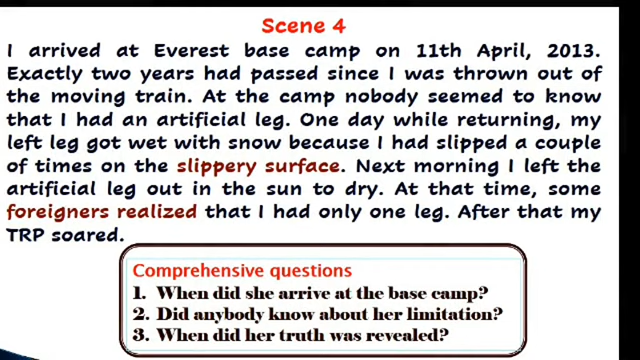 Scene 4
I arrived at Everest base camp on 11th April, 2013.
Exactly two years had passed since I was thrown out of
the moving train. At the camp nobody seemed to know
that I had an artificial leg. One day while returning, my
left leg got wet with snow because I had slipped a couple
of times on the slippery surface. Next morning I left the
artificial leg out in the sun to dry. At that time, some
foreigners realized that I had only one leg. After that my
TRP soared.
Comprehensive questions
1. When did she arrive at the base camp?
2. Did anybody know about her limitation?
3. When did her truth was revealed?